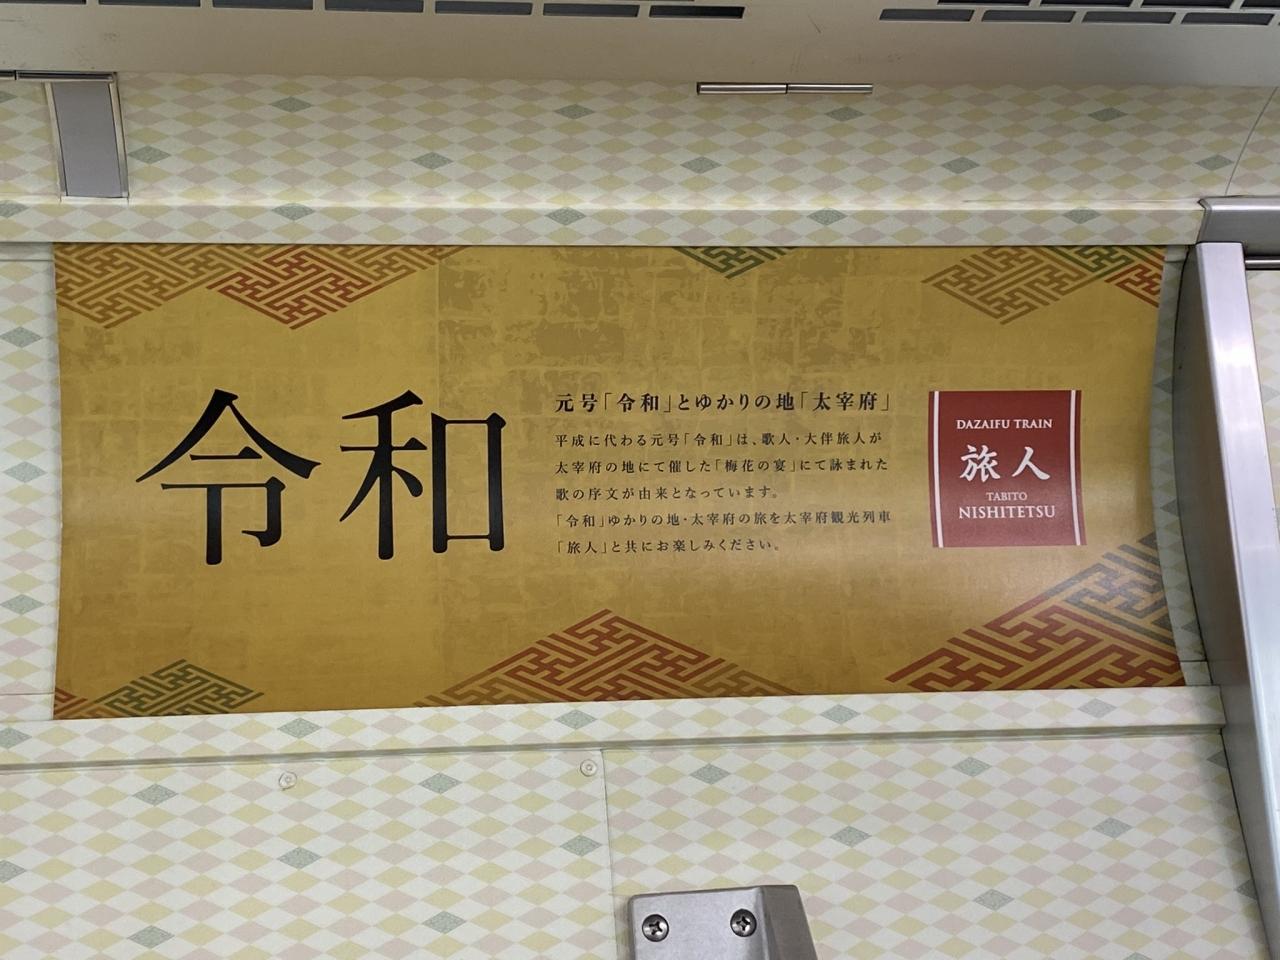 令和
元号「令和」とゆかりの地「太宰府」
平成に代わる元号「令和」は、歌人・大伴旅人が
太宰府の地にて催した「梅花の宴」にて詠まれた
歌の序文が由来となっています。
「令和」ゆかりの地・太宰府の旅を太宰府観光列車
「旅人」と共にお楽しみください。
DAZAIFU TRAIN
旅人
TABITO
NISHITETSU